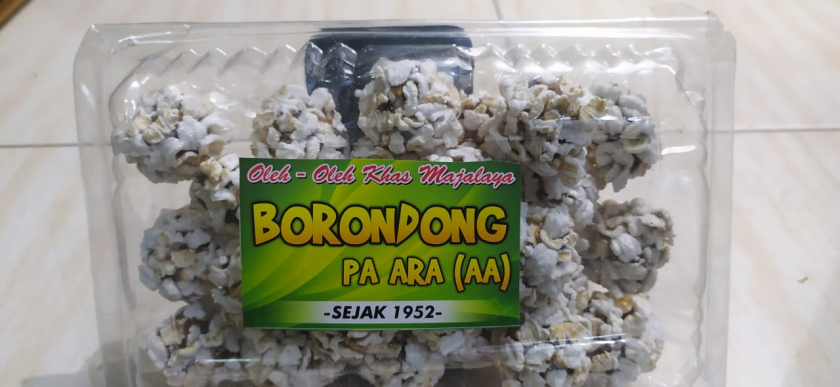 Oleh - Oleh Khas Majalaya
BORONDONG
PA ARA (AA)
-SEJAK 1952-